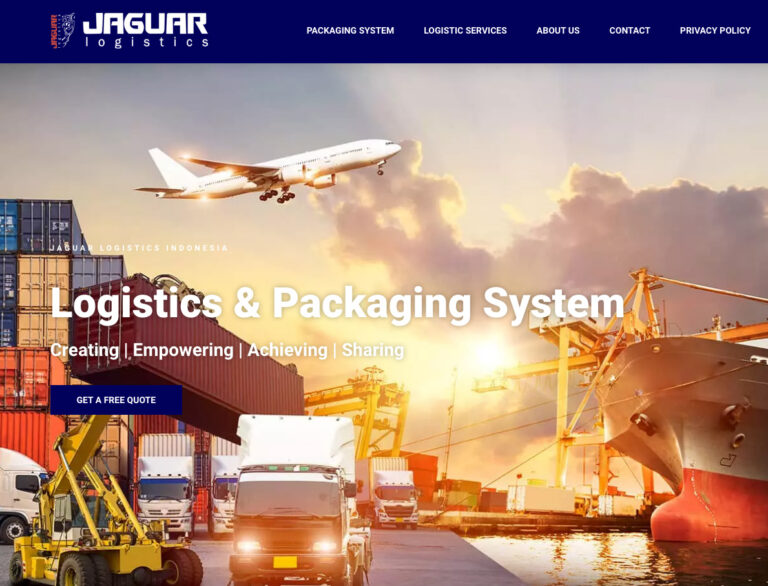 JAGUAR
logistics
PACKAGING SYSTEM
LOGISTIC SERVICES
ABOUT US
CONTACT
PRIVACY POLICY
JAGUAR LOGISTICS INDONESIA
Logistics & Packaging System
Creating | Empowering | Achieving | Sharing
GET A FREE QUOTE